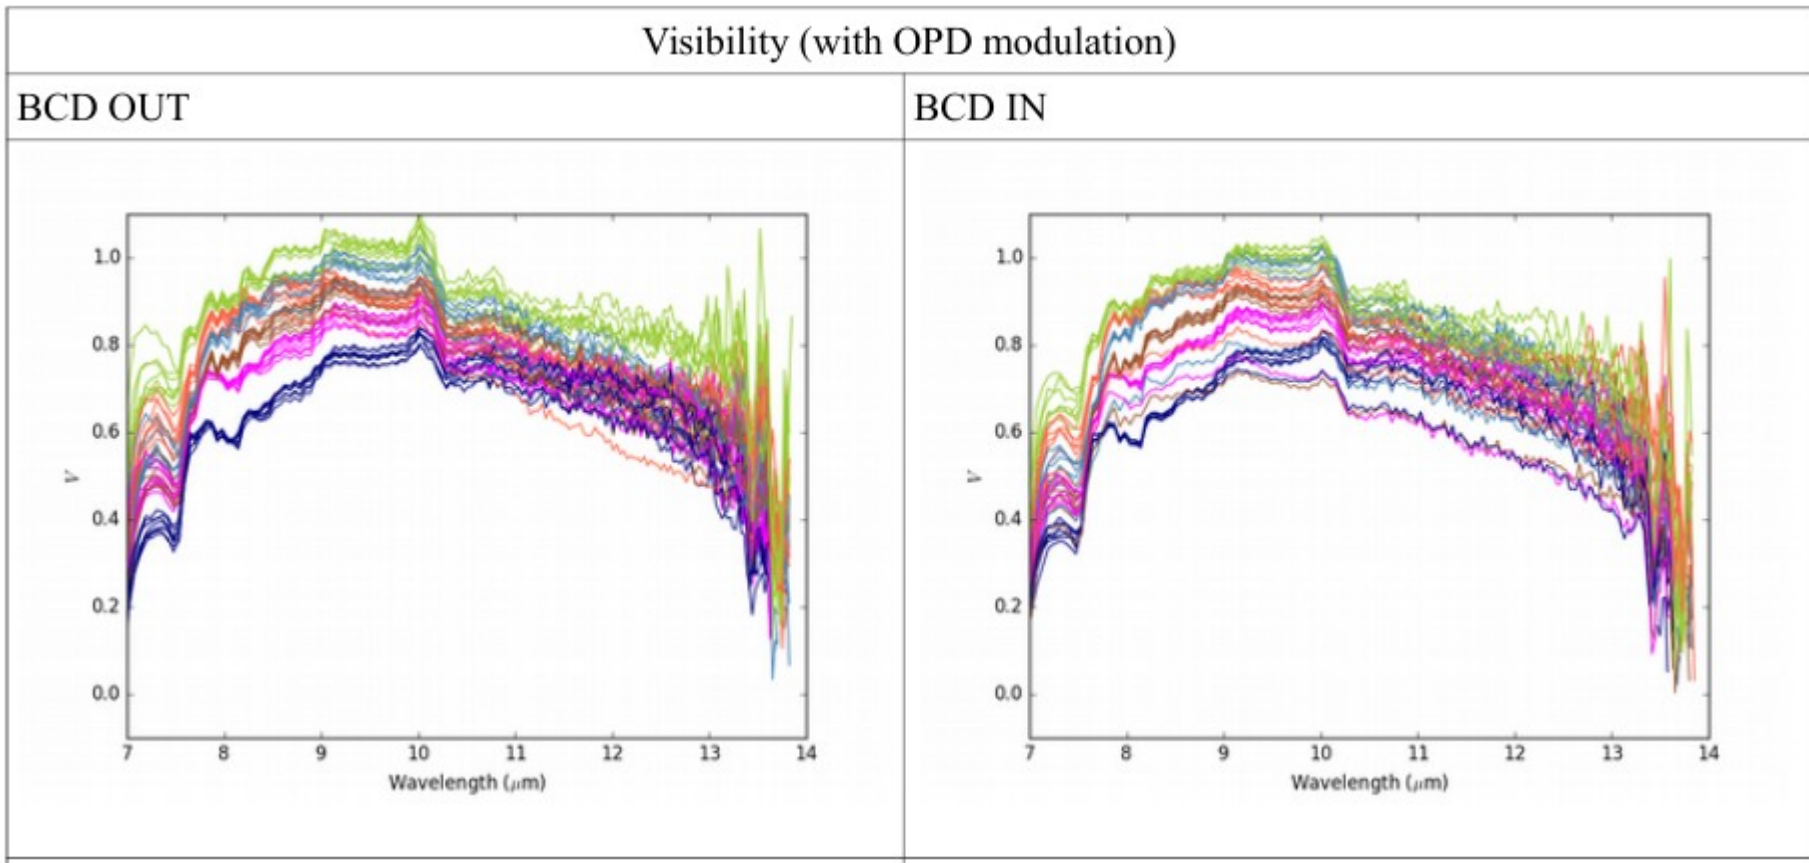 Visibility (with OPD modulation)
BCD OUT
BCD IN
1.0
0.8
0.6
0.4
0.2
0.0
V
7 8 9 10 11 12 13 14
Wavelength (μm)
1.0
0.8
0.6
0.4
0.2
0.0
V
7 8 9 10 11 12 13 14
Wavelength (μm)